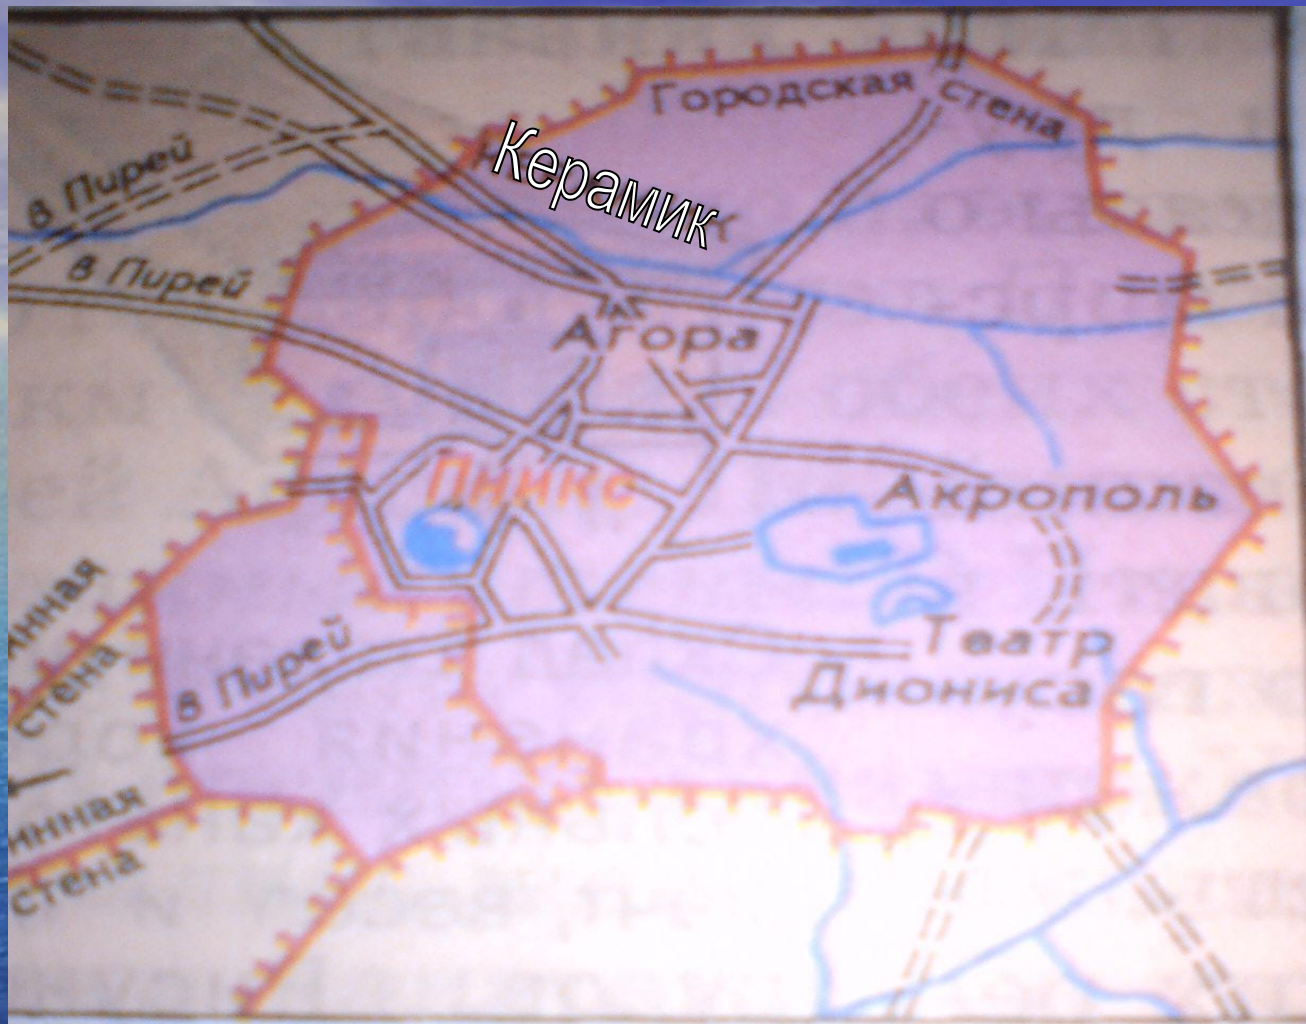 Городская стена
Керамик
в Пирей
в Пирей
Агора
Пникс
Акрополь
стена
Театр
Диониса
в Пирей
стена